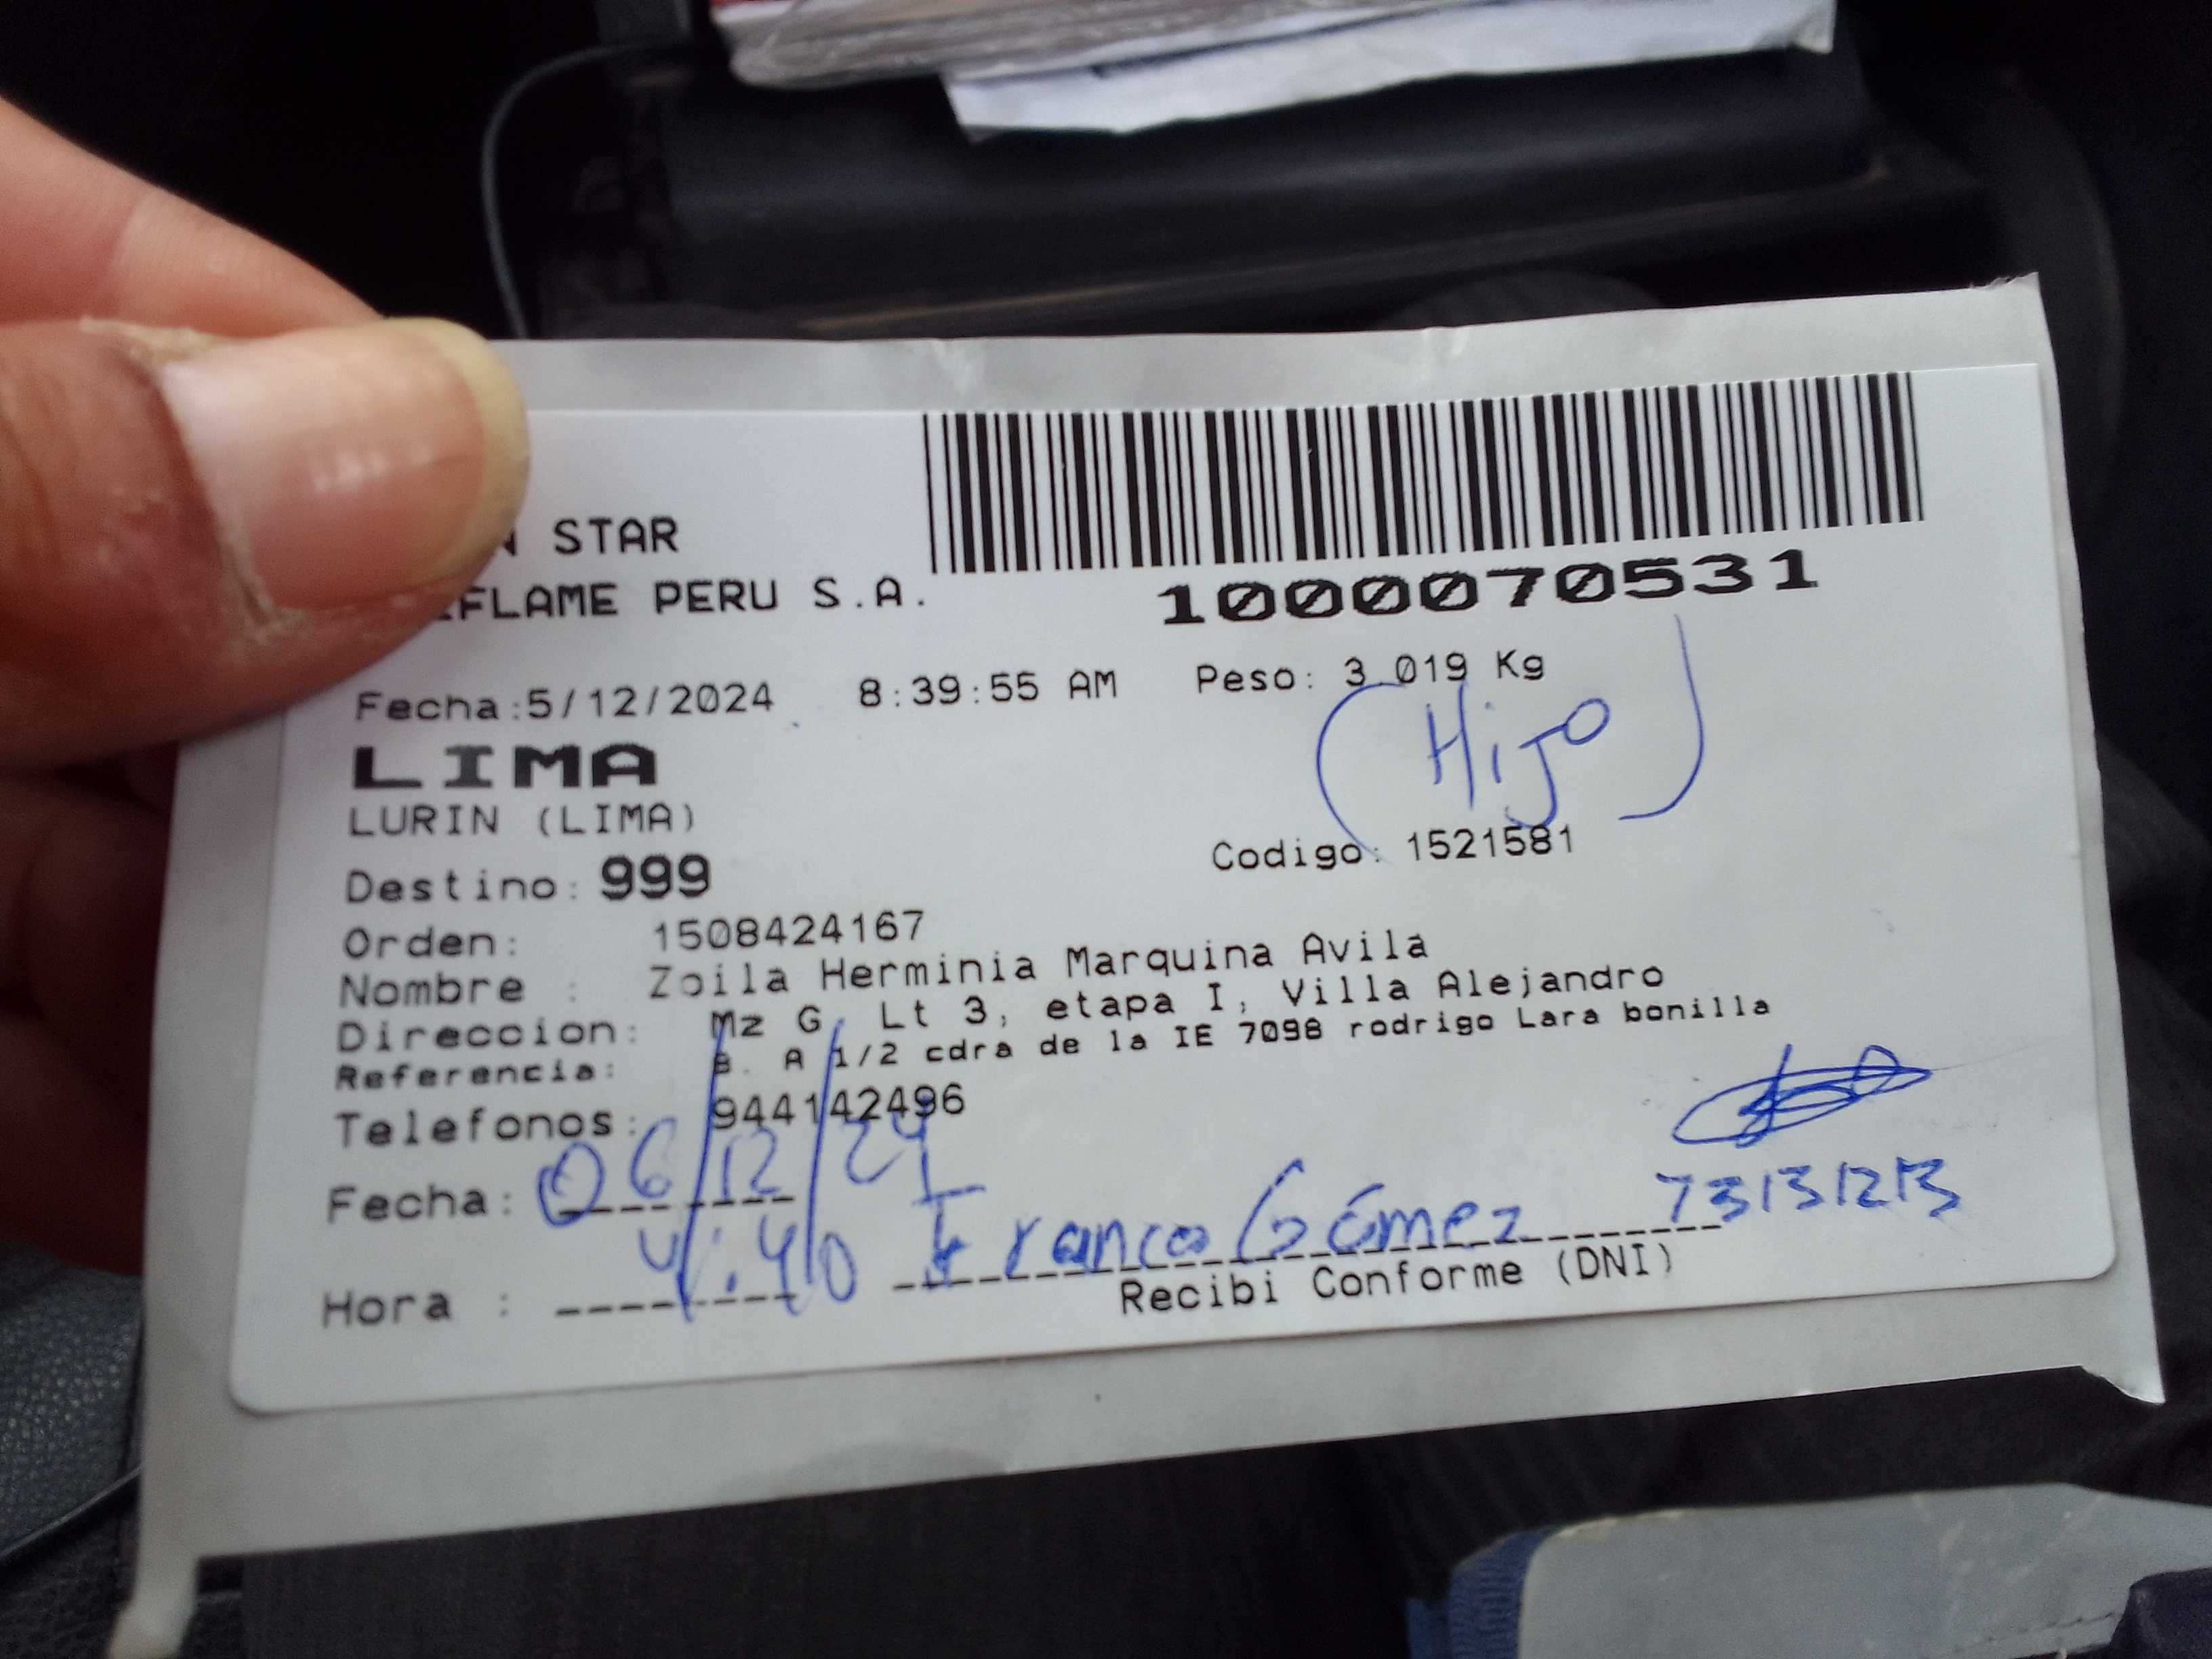 STAR
FLAME PERU S.A.
1000070531
Fecha:5/12/2024 8:39:55 AM Peso: 3.019 Kg
(Hijo)
LIMA
LURIN (LIMA)
Codigo: 1521581
Destino: 999
Orden: 1508424167
Nombre : Zoila Herminia Marquina Avila
Direccion: Mz G, Lt 3, etapa I, Villa Alejandro
Referencia: B. A 1/2 cdra de la IE 7098 rodrigo Lara bonilla
Telefonos: 944142496
Fecha: 06/12/24
Hora : 4:40 Franco Gómez 73131213
Recibi Conforme (DNI)